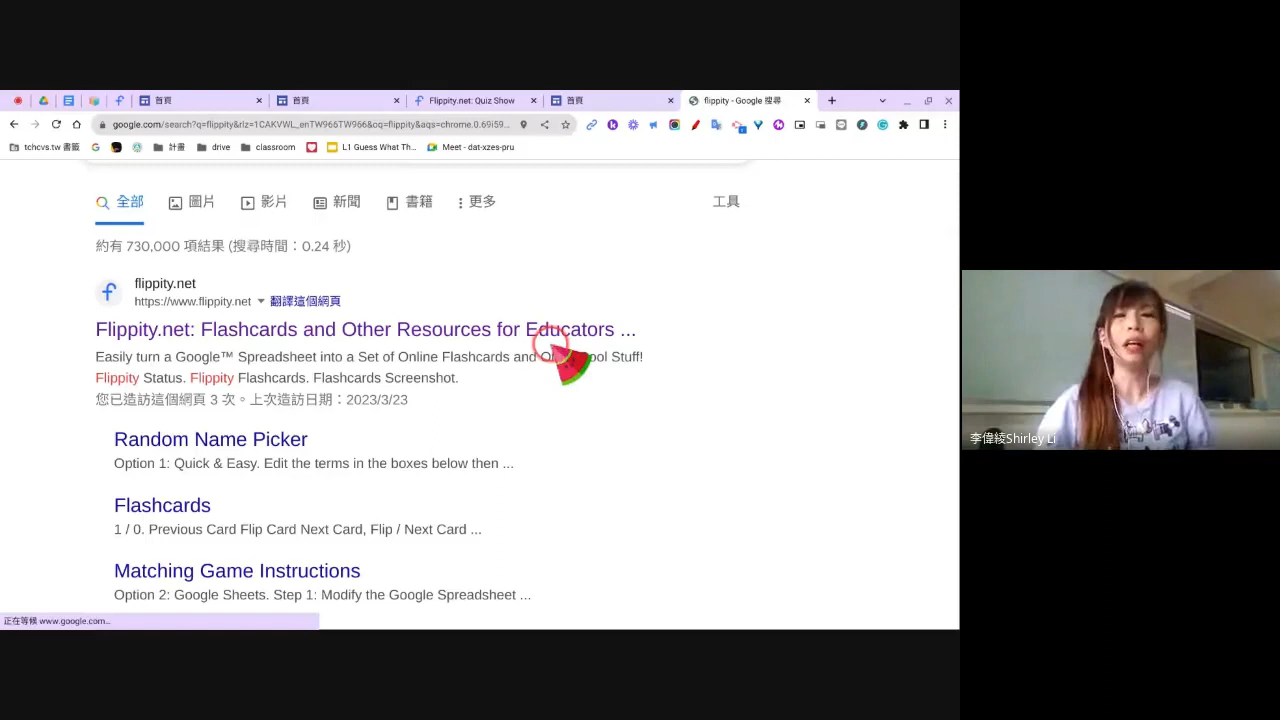 首頁
首頁
Flippity.net: Quiz Show
首頁
flippity - Google 搜尋
google.com/search?q=flippity&rlz=1CAKVWL_enTW966TW966&oq=flippity&aqs=chrome.0.69i59...
tchcvs.tw 書籤
計畫
drive
classroom
L1 Guess What Th...
Meet - dat-xzes-pru
全部
圖片
影片
新聞
書籍
更多
工具
約有 730,000 項結果 (搜尋時間：0.24 秒)
flippity.net
https://www.flippity.net
翻譯這個網頁
Flippity.net: Flashcards and Other Resources for Educators ...
Easily turn a Google™ Spreadsheet into a Set of Online Flashcards and Ool Stuff!
Flippity Status. Flippity Flashcards. Flashcards Screenshot.
您已造訪這個網頁 3 次。上次造訪日期：2023/3/23
Random Name Picker
Option 1: Quick & Easy. Edit the terms in the boxes below then ...
Flashcards
1 / 0. Previous Card Flip Card Next Card, Flip / Next Card ...
Matching Game Instructions
Option 2: Google Sheets. Step 1: Modify the Google Spreadsheet ...
正在等候 www.google.com...
李偉綾Shirley Li